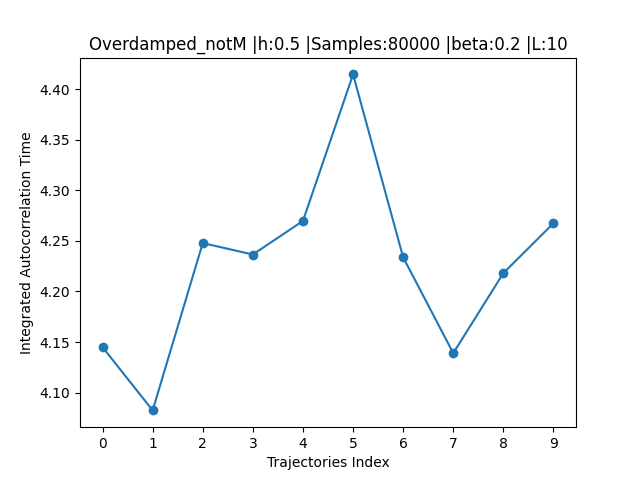 Overdamped_notM |h:0.5 |Samples:80000 |beta:0.2 |L:10
Integrated Autocorrelation Time
4.40
4.35
4.30
4.25
4.20
4.15
4.10
0 1 2 3 4 5 6 7 8 9
Trajectories Index